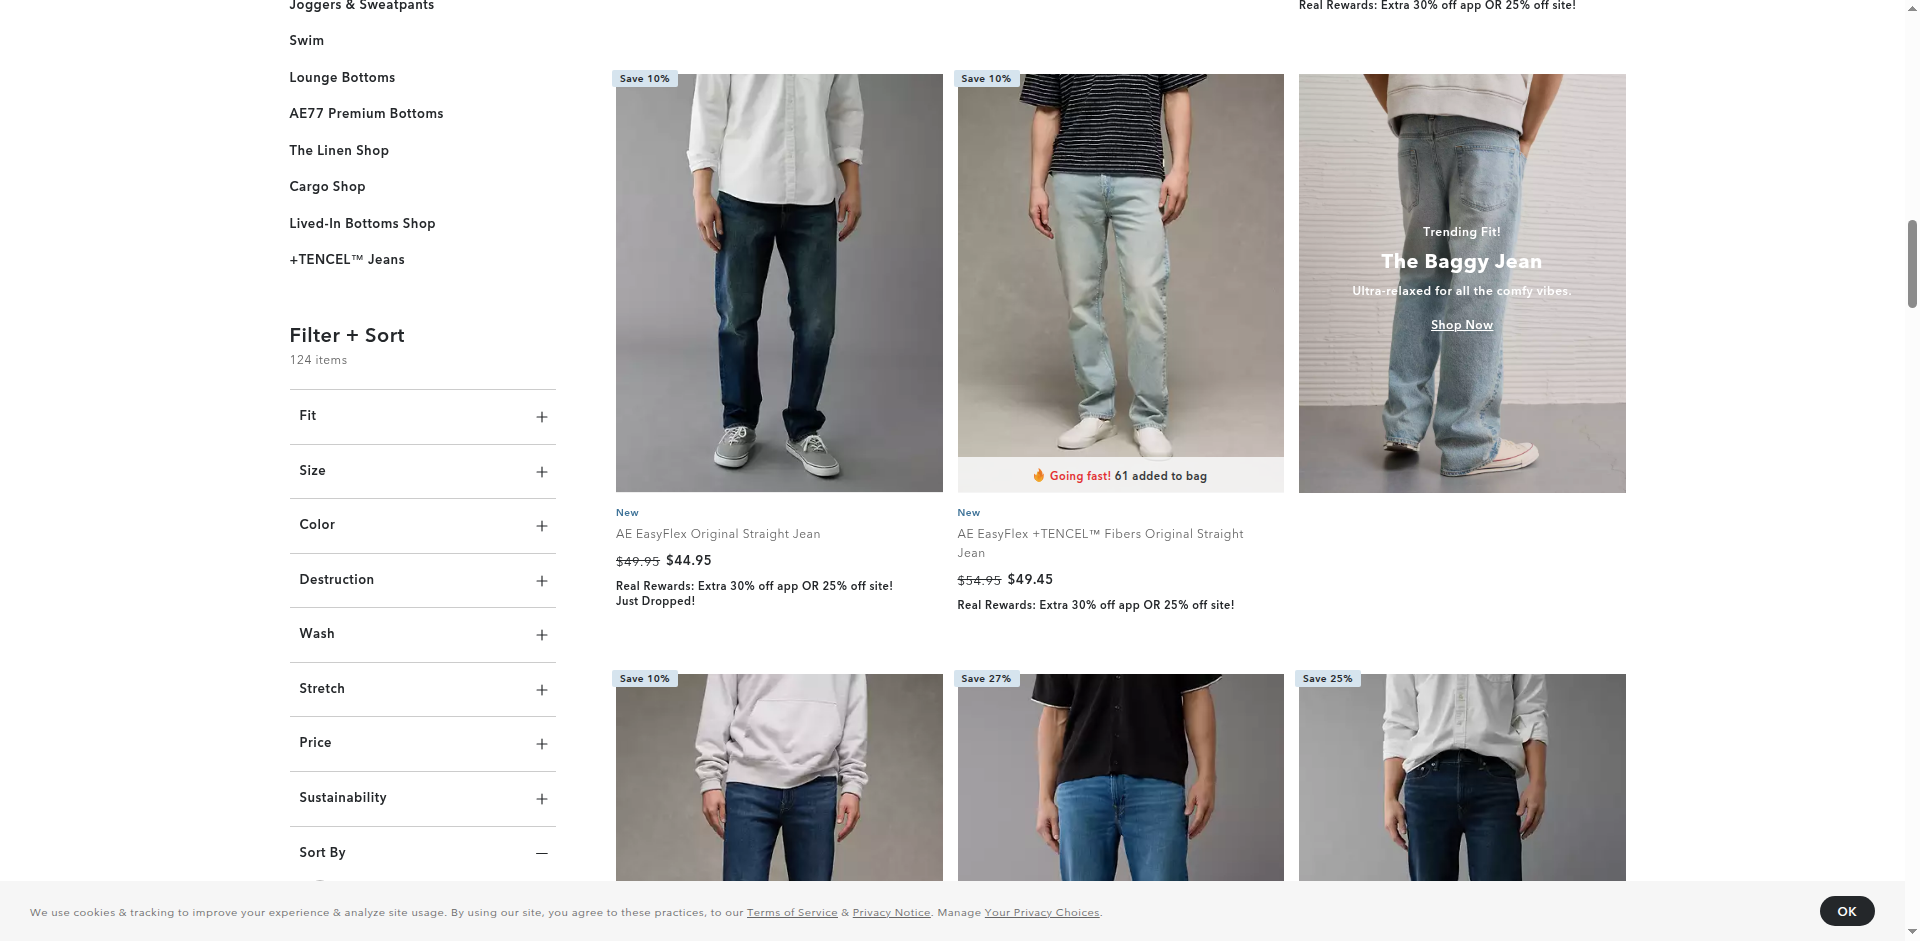 Joggers & Sweatpants
Swim
Lounge Bottoms
AE77 Premium Bottoms
The Linen Shop
Cargo Shop
Lived-In Bottoms Shop
+TENCEL™ Jeans
Filter + Sort
124 items
Fit
Size
Color
Destruction
Wash
Stretch
Price
Sustainability
Sort By
Real Rewards: Extra 30% off app OR 25% off site!
Save 10%
Save 10%
Trending Fit!
The Baggy Jean
Ultra-relaxed for all the comfy vibes.
Shop Now
🔥 Going fast! 61 added to bag
New
AE EasyFlex Original Straight Jean
$49.95 $44.95
Real Rewards: Extra 30% off app OR 25% off site!
Just Dropped!
New
AE EasyFlex +TENCEL™ Fibers Original Straight
Jean
$54.95 $49.45
Real Rewards: Extra 30% off app OR 25% off site!
Save 10%
Save 27%
Save 25%
We use cookies & tracking to improve your experience & analyze site usage. By using our site, you agree to these practices, to our Terms of Service & Privacy Notice. Manage Your Privacy Choices.
OK